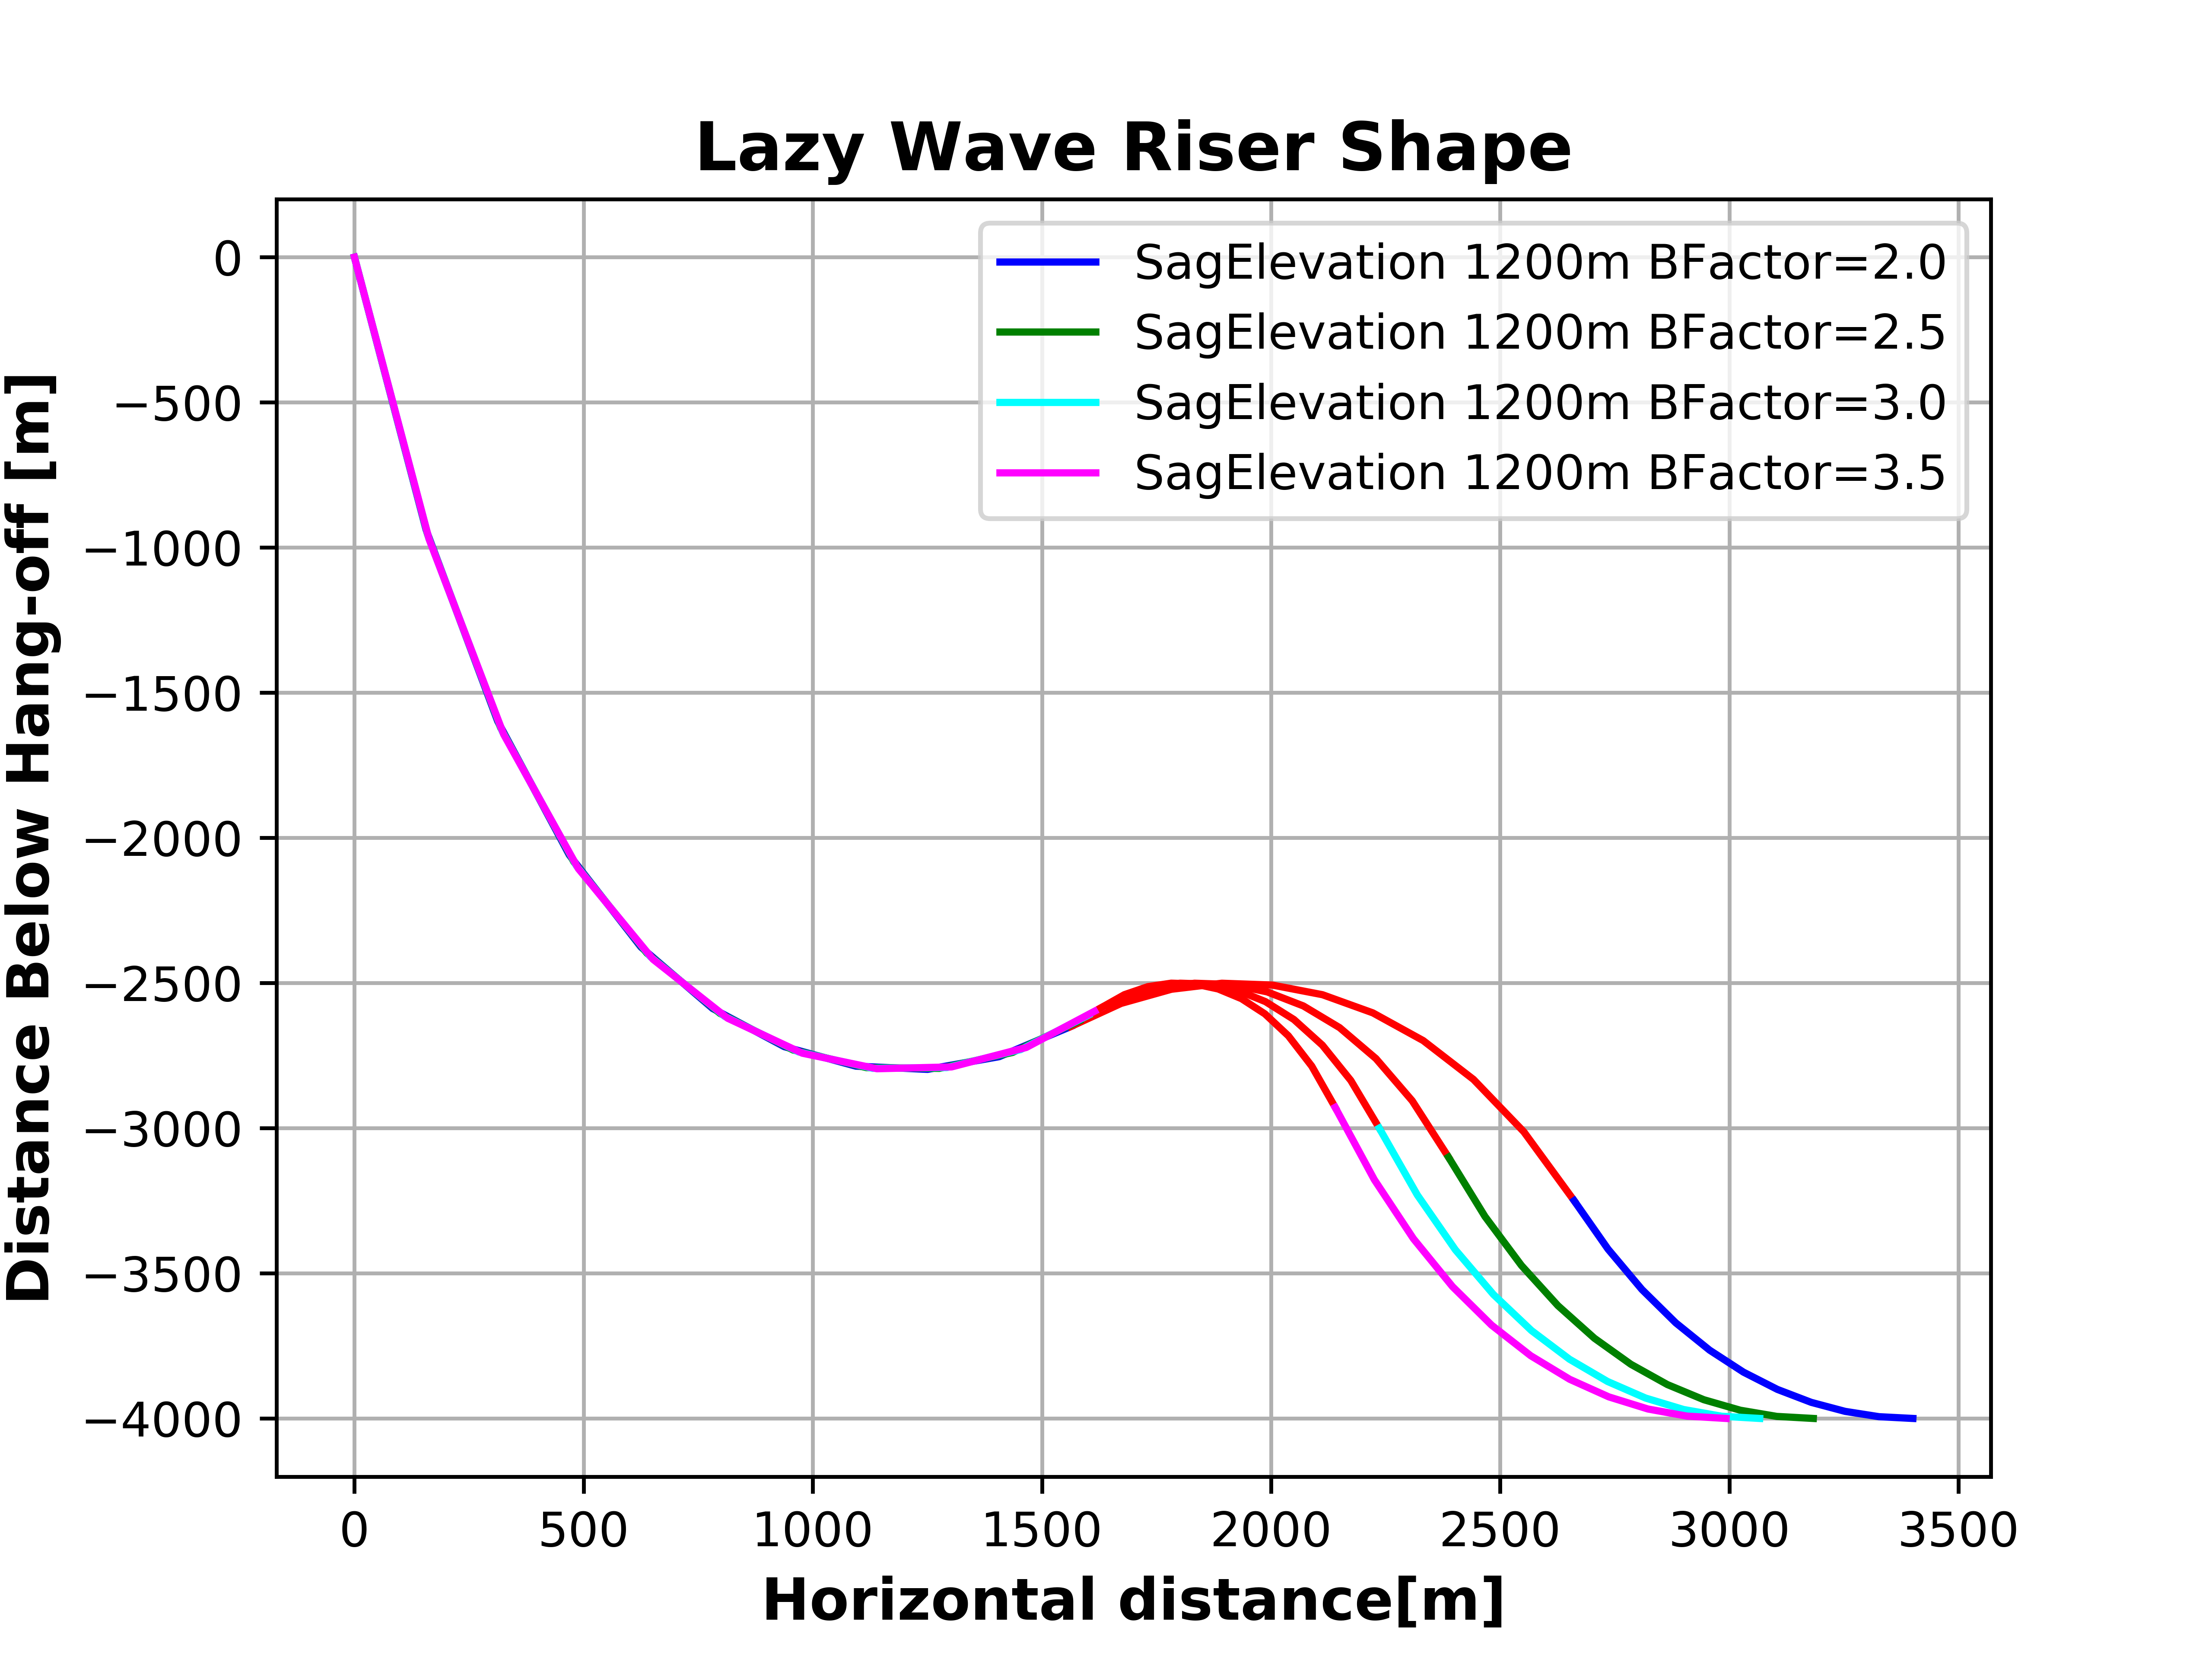 Lazy Wave Riser Shape
SagElevation 1200m BFactor=2.0
SagElevation 1200m BFactor=2.5
SagElevation 1200m BFactor=3.0
SagElevation 1200m BFactor=3.5
Distance Below Hang-off [m]
0
−500
−1000
−1500
−2000
−2500
−3000
−3500
−4000
0 500 1000 1500 2000 2500 3000 3500
Horizontal distance[m]